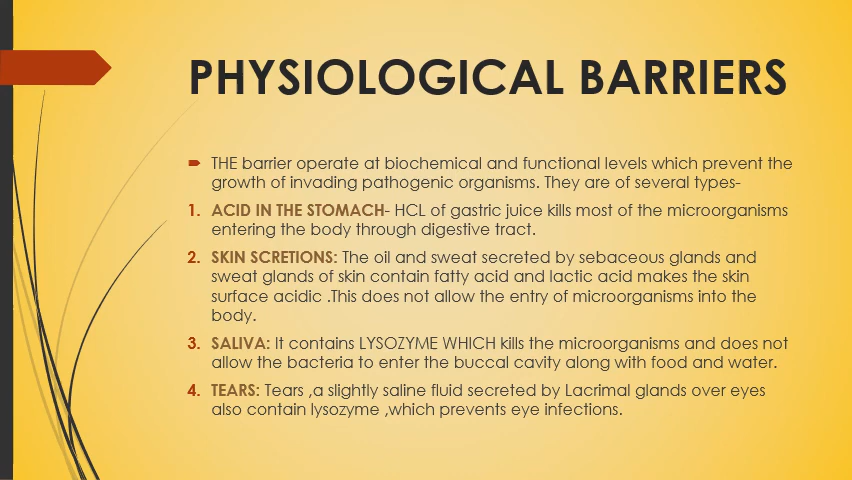 PHYSIOLOGICAL BARRIERS
THE barrier operate at biochemical and functional levels which prevent the
growth of invading pathogenic organisms. They are of several types-
1. ACID IN THE STOMACH- HCL of gastric juice kills most of the microorganisms
entering the body through digestive tract.
2. SKIN SCRETIONS: The oil and sweat secreted by sebaceous glands and
sweat glands of skin contain fatty acid and lactic acid makes the skin
surface acidic .This does not allow the entry of microorganisms into the
body.
3. SALIVA: It contains LYSOZYME WHICH kills the microorganisms and does not
allow the bacteria to enter the buccal cavity along with food and water.
4. TEARS: Tears ,a slightly saline fluid secreted by Lacrimal glands over eyes
also contain lysozyme ,which prevents eye infections.